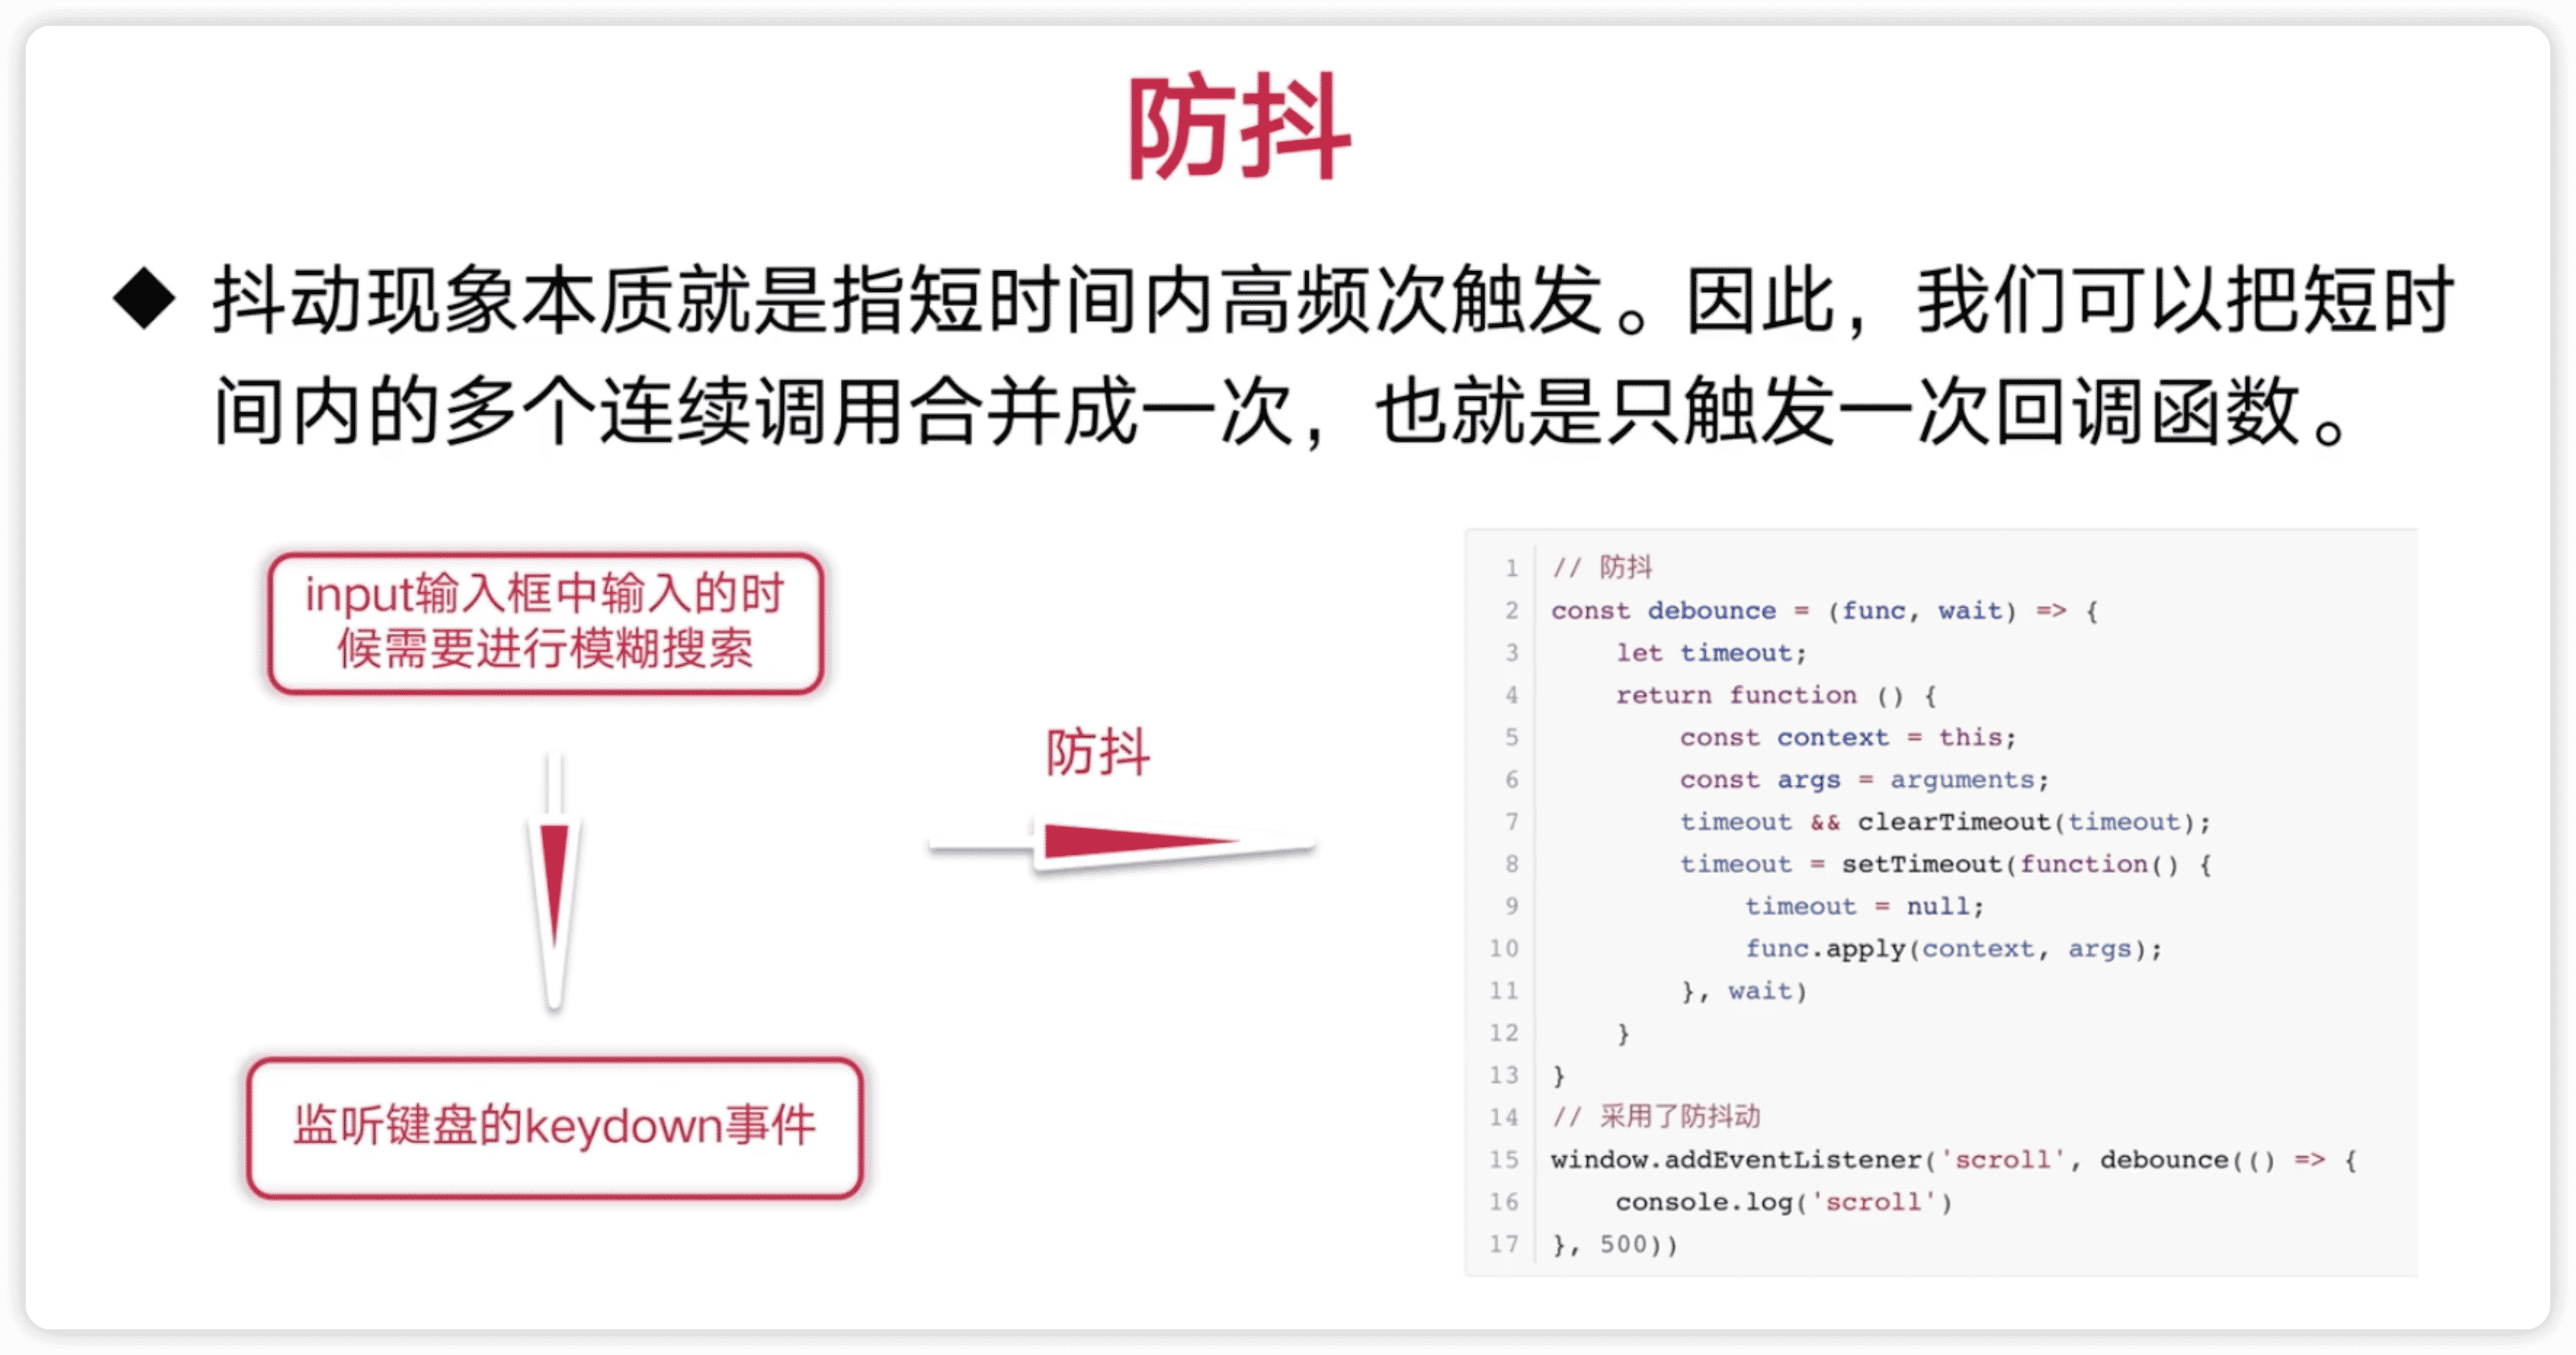 防抖
◆ 抖动现象本质就是指短时间内高频次触发。因此，我们可以把短时
间内的多个连续调用合并成一次，也就是只触发一次回调函数。
input输入框中输入的时
候需要进行模糊搜索
监听键盘的keydown事件
防抖
1 // 防抖
2 const debounce = (func, wait) => {
3     let timeout;
4     return function () {
5         const context = this;
6         const args = arguments;
7         timeout && clearTimeout(timeout);
8         timeout = setTimeout(function() {
9             timeout = null;
10             func.apply(context, args);
11         }, wait)
12     }
13 }
14 // 采用了防抖动
15 window.addEventListener('scroll', debounce(() => {
16     console.log('scroll')
17 }, 500))